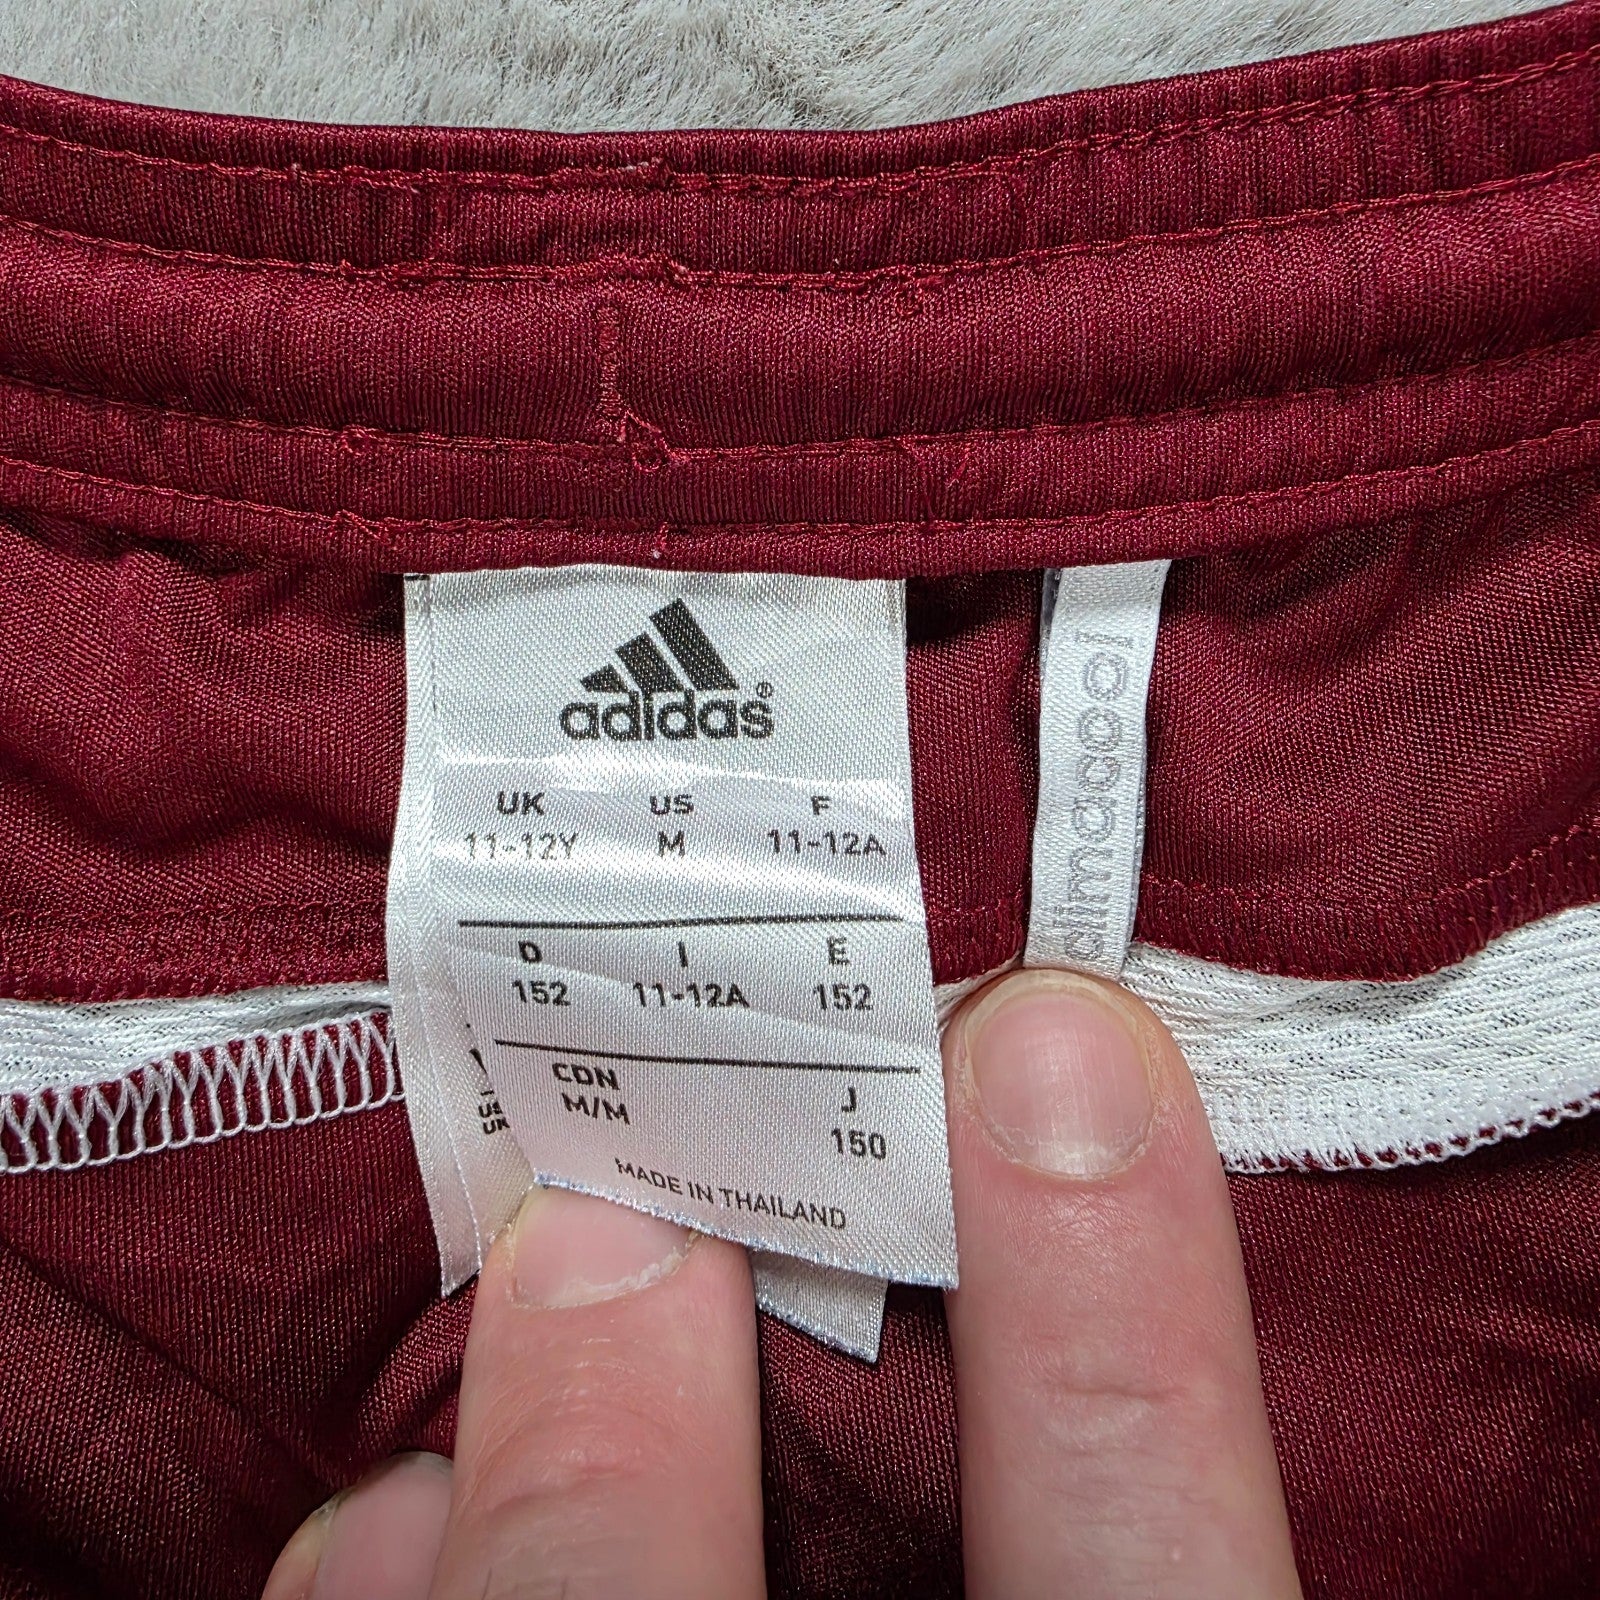 adidas®
UK US F
11-12Y M 11-12A
D I E
152 11-12A 152
CDN J
M/M 150
MADE IN THAILAND
climacool